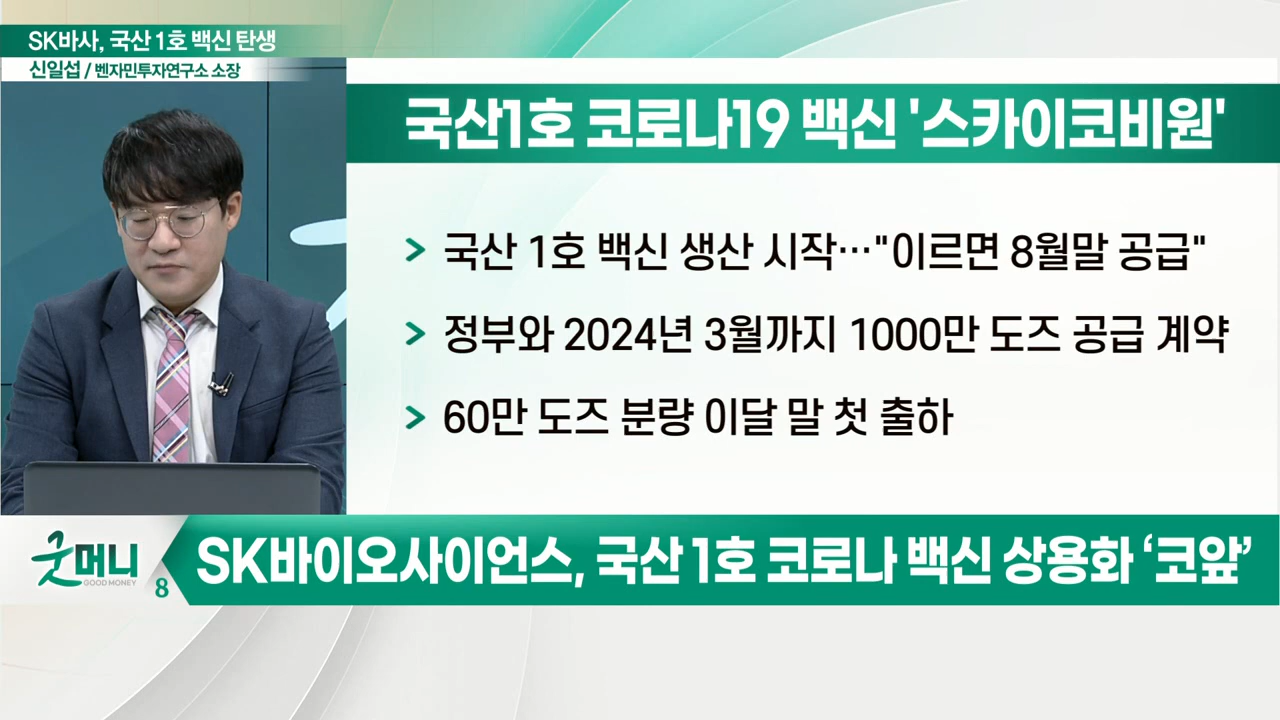 SK바사, 국산 1호 백신 탄생
신일섭 / 벤자민투자연구소 소장
국산1호 코로나19 백신 '스카이코비원'
> 국산 1호 백신 생산 시작…"이르면 8월말 공급"
> 정부와 2024년 3월까지 1000만 도즈 공급 계약
> 60만 도즈 분량 이달 말 첫 출하
굿머니
GOOD MONEY
8
SK바이오사이언스, 국산 1호 코로나 백신 상용화 ‘코앞’